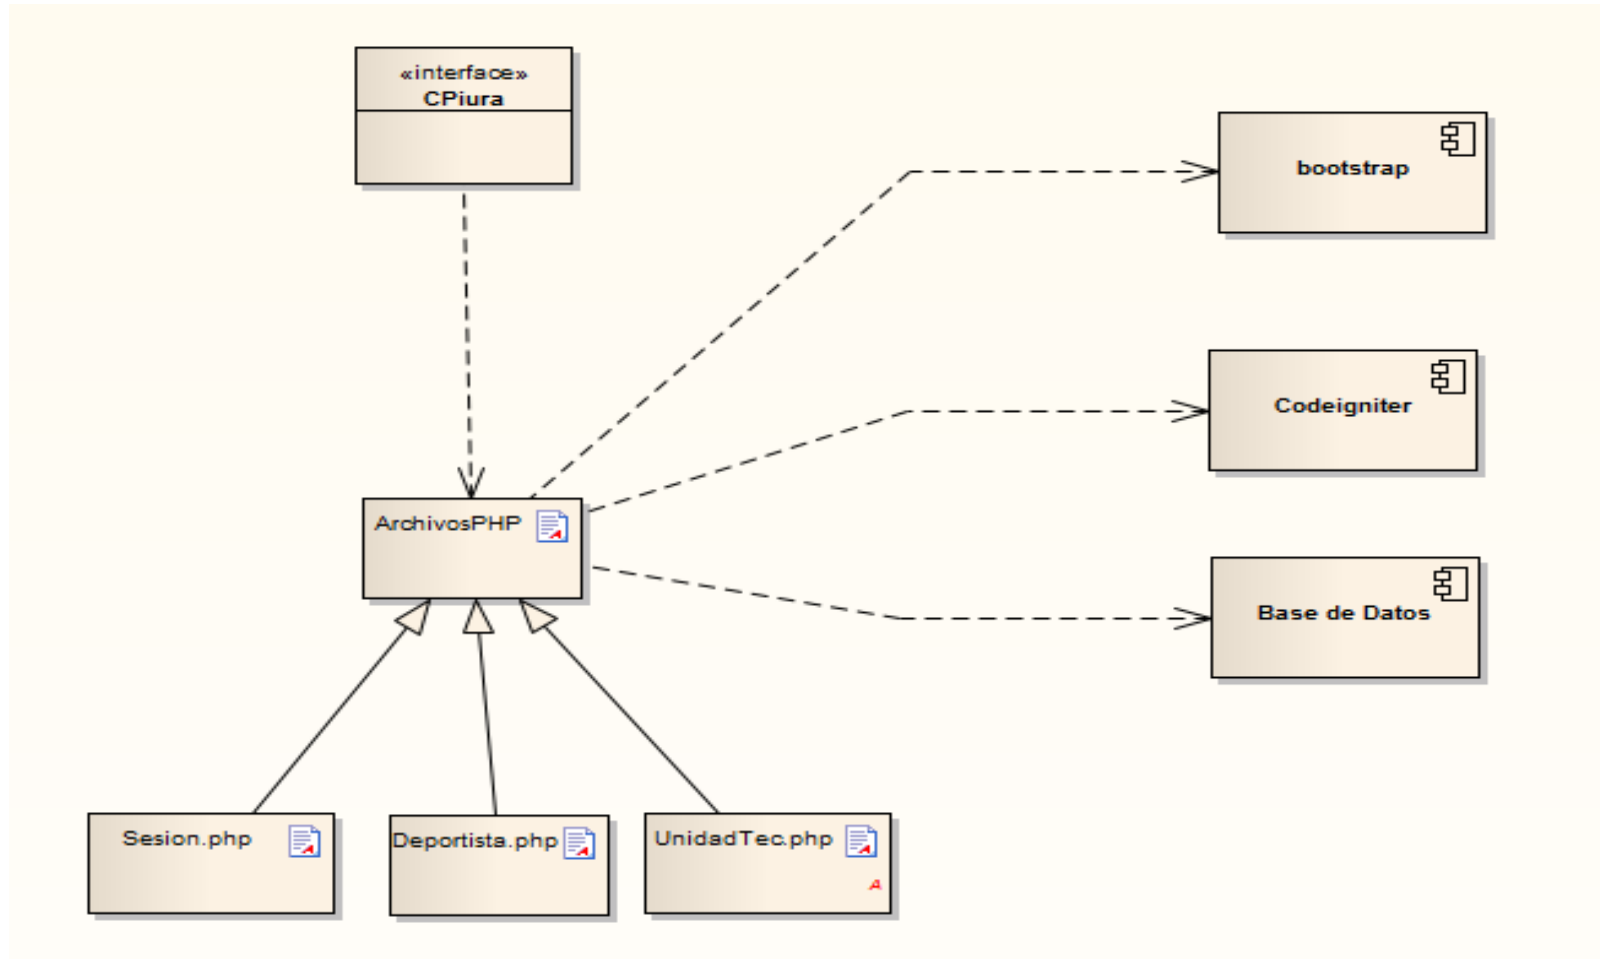 «interface»
CPiura
bootstrap
Codeigniter
ArchivosPHP
Base de Datos
Sesion.php
Deportista.php
UnidadTec.php
A